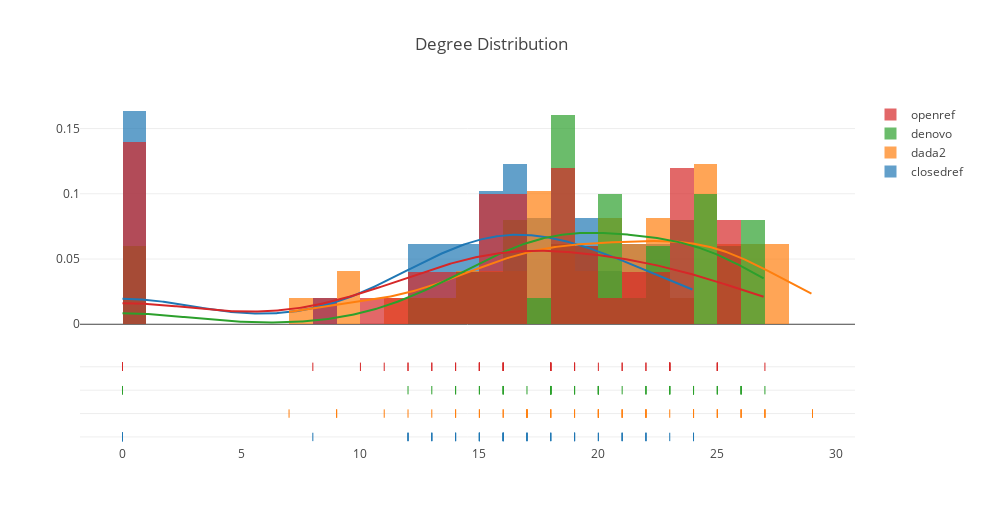 Degree Distribution
0.15
0.1
0.05
0
openref
denovo
dada2
closedref
0 5 10 15 20 25 30